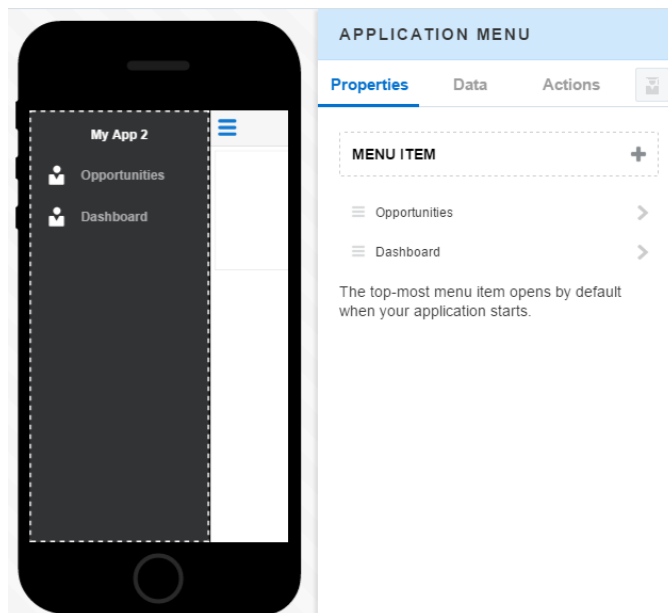 My App 2
Opportunities
Dashboard
APPLICATION MENU
Properties Data Actions
MENU ITEM
Opportunities
Dashboard
The top-most menu item opens by default
when your application starts.